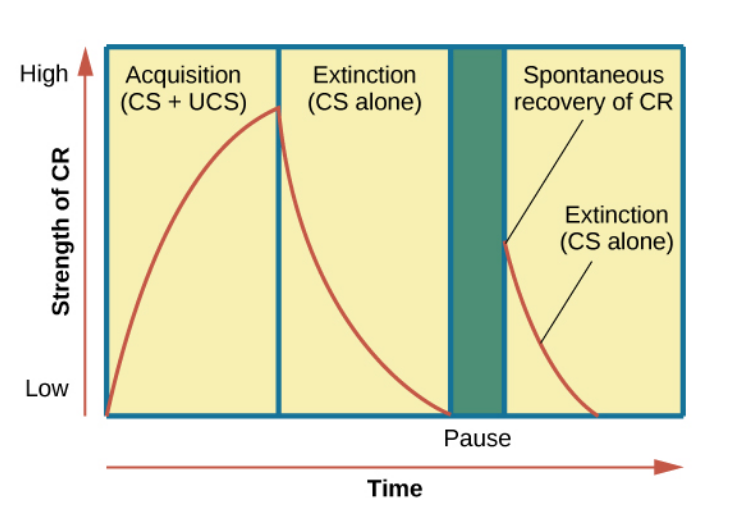 High
Acquisition
(CS + UCS)
Extinction
(CS alone)
Spontaneous
recovery of CR
Extinction
(CS alone)
Strength of CR
Low
Pause
Time